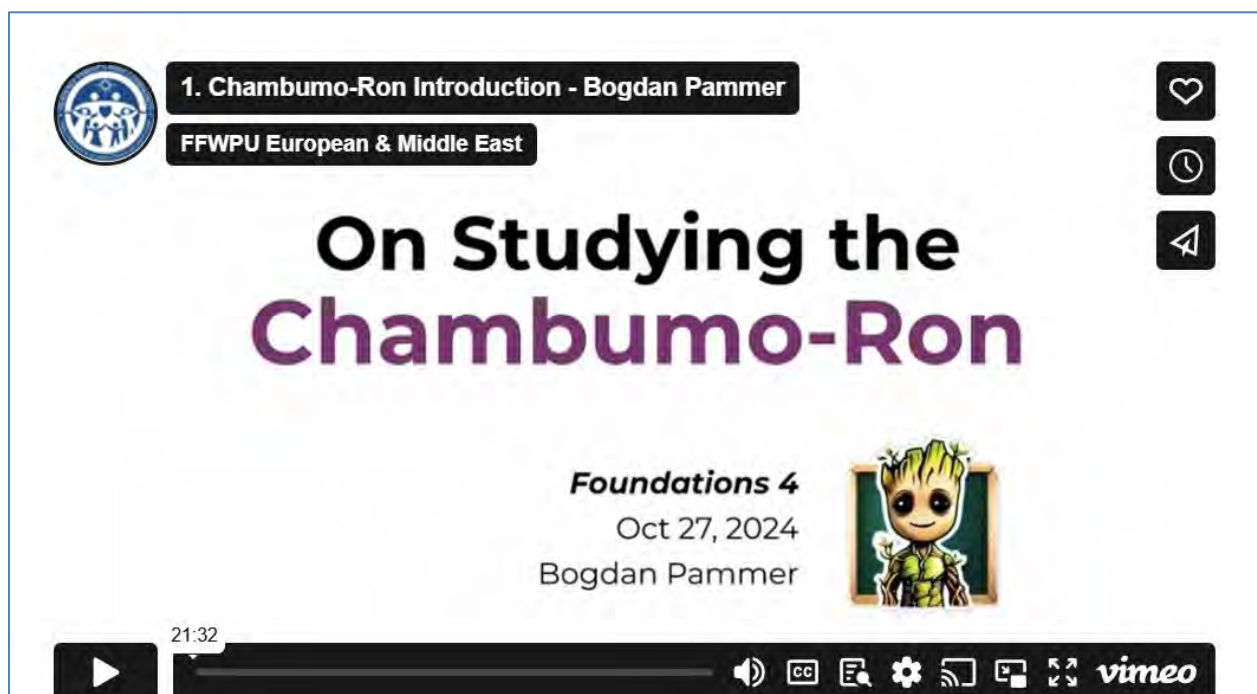 1. Chambumo-Ron Introduction - Bogdan Pammer
FFWPU European & Middle East
On Studying the
Chambumo-Ron
Foundations 4
Oct 27, 2024
Bogdan Pammer
21:32
CC
vimeo